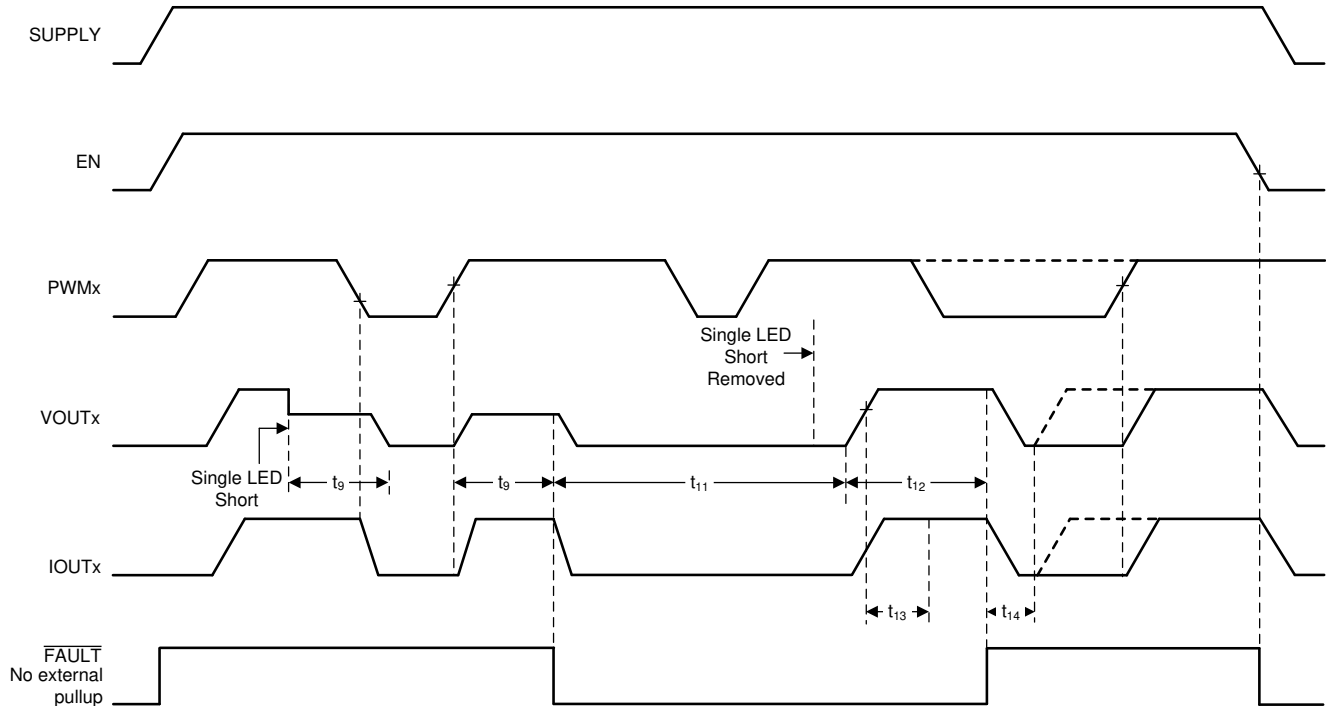 SUPPLY
EN
PWMx
Single LED
Short
Removed
VOUTx
Single LED
Short
t9
t9
t11
t12
IOUTx
t13
t14
FAULT
No external
pullup